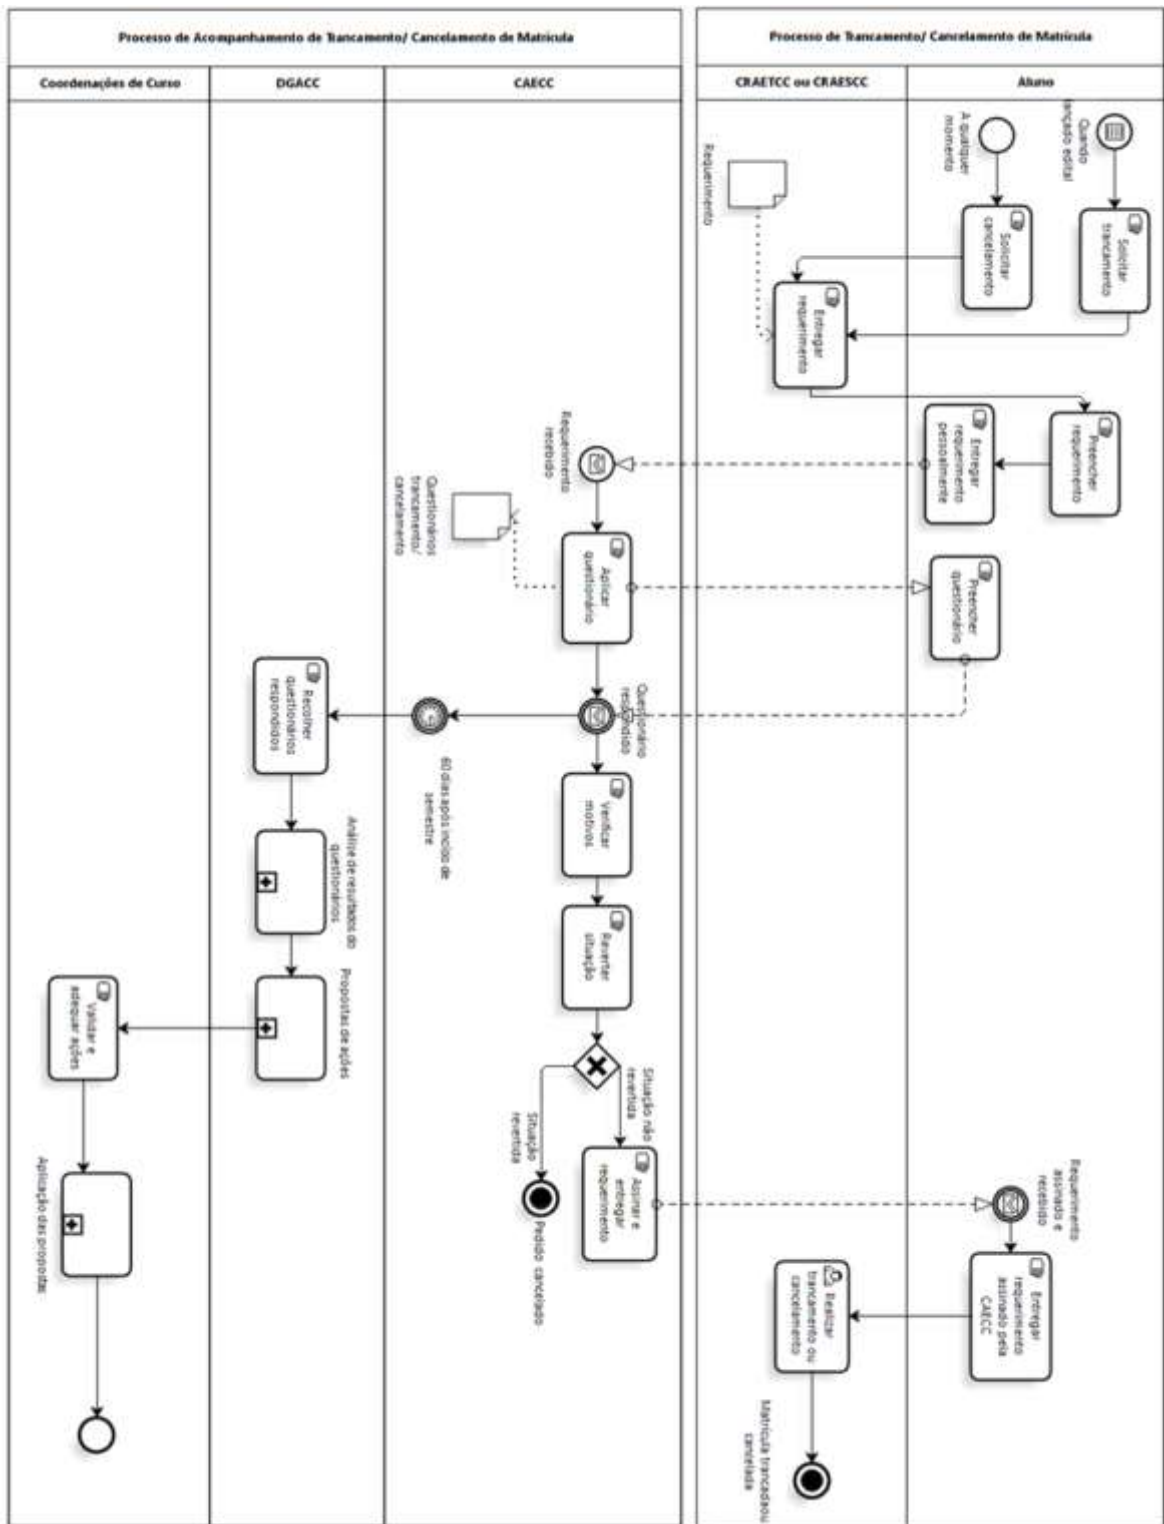 Processo de Acompanhamento de Trancamento/ Cancelamento de Matrícula
Coordenações de Curso
DGACC
CAECC
Processo de Trancamento/ Cancelamento de Matrícula
CRAETCC ou CRAESCC
Aluno
Quando
lançado edital
A qualquer
momento
Solicitar
trancamento
Solicitar
cancelamento
Requerimento
Entregar
requerimento
Preencher
requerimento
Entregar
requerimento
pessoalmente
Requerimento
recebido
Questionários
trancamento/
cancelamento
Aplicar
questionário
Preencher
questionário
Questionário
respondido
60 dias após incído de
semestre
Recolher
questionários
respondidos
Verificar
motivos
Análise de resultados do
questionários
Reverter
situação
Propostas de ações
Validar e
adequar ações
Situação não
revertida
Situação
revertida
Assinar e
entregar
requerimento
Pedido cancelado
Aplicação das propostas
Requerimento
assinado e
recebido
Entregar
requerimento
assinado pela
CAECC
Realizar
trancamento ou
cancelamento
Matrícula trancadaou
cancelada